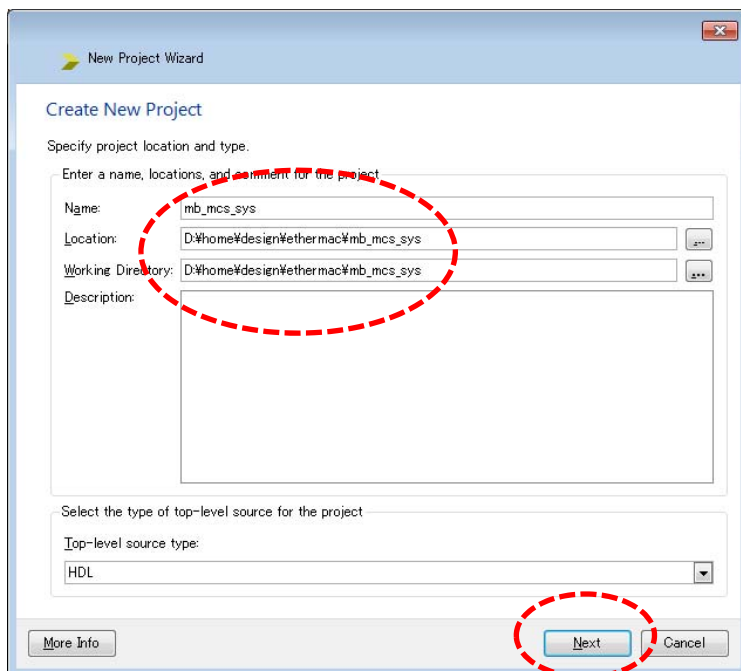 New Project Wizard
Create New Project
Specify project location and type.
Enter a name, locations, and comment for the project
Name: mb_mcs_sys
Location: D:¥home¥design¥ethermac¥mb_mcs_sys ...
Working Directory: D:¥home¥design¥ethermac¥mb_mcs_sys ...
Description:
Select the type of top-level source for the project
Top-level source type:
HDL
More Info Next Cancel